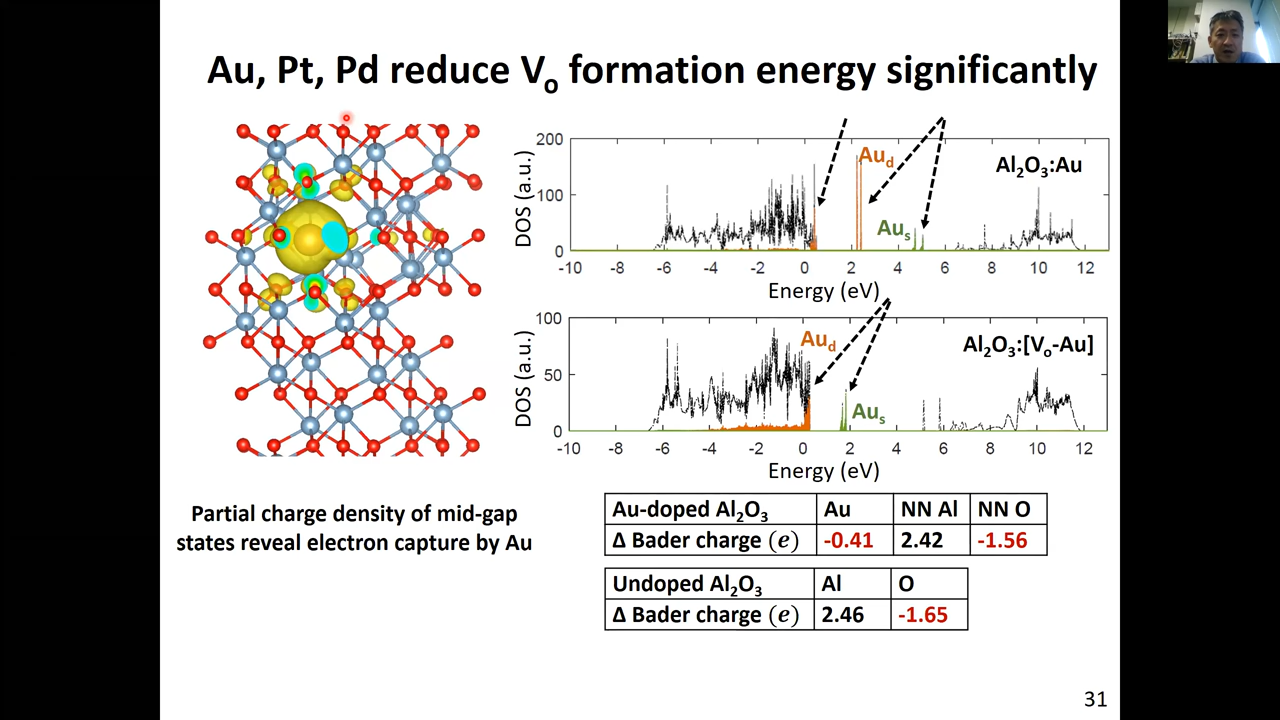 Au, Pt, Pd reduce Vo formation energy significantly
200
100
0
DOS (a.u.)
Au_d
Au_s
Al₂O₃:Au
-10 -8 -6 -4 -2 0 2 4 6 8 10 12
Energy (eV)
100
50
0
DOS (a.u.)
Au_d
Au_s
Al₂O₃:[Vo-Au]
-10 -8 -6 -4 -2 0 2 4 6 8 10 12
Energy (eV)
Partial charge density of mid-gap
states reveal electron capture by Au
Au-doped Al₂O₃ Au NN Al NN O
Δ Bader charge (e) -0.41 2.42 -1.56
Undoped Al₂O₃ Al O
Δ Bader charge (e) 2.46 -1.65
31